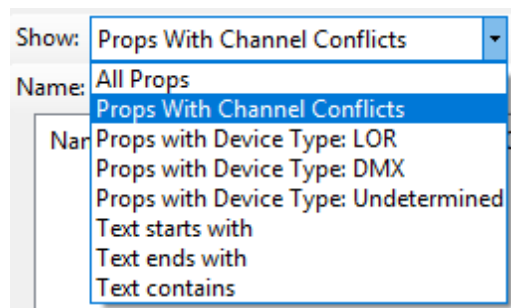 Show: Props With Channel Conflicts
Name: All Props
Props With Channel Conflicts
Nar Props with Device Type: LOR
Props with Device Type: DMX
Props with Device Type: Undetermined
Text starts with
Text ends with
Text contains